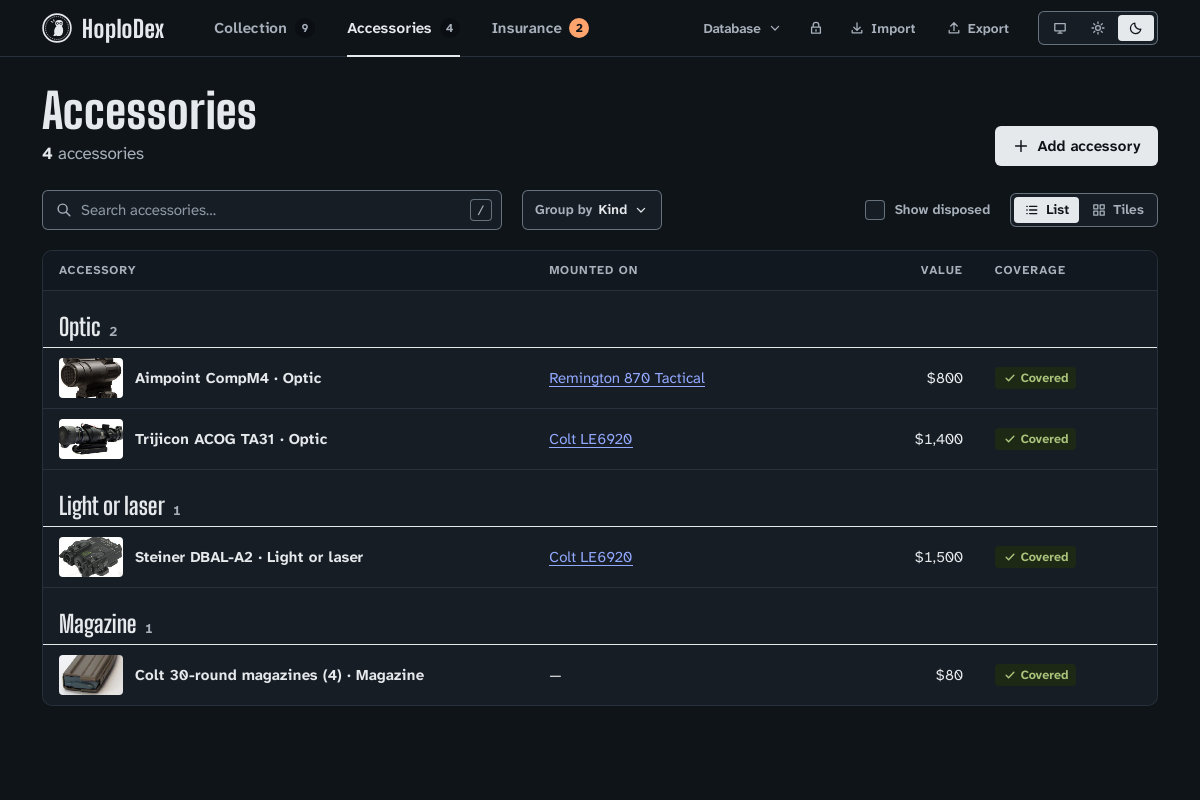 HoploDex
Collection 9
Accessories 4
Insurance 2
Database
Import
Export
Accessories
4 accessories
+ Add accessory
Search accessories... /
Group by Kind
Show disposed
List
Tiles
ACCESSORY MOUNTED ON VALUE COVERAGE
Optic 2
Aimpoint CompM4 · Optic Remington 870 Tactical $800 Covered
Trijicon ACOG TA31 · Optic Colt LE6920 $1,400 Covered
Light or laser 1
Steiner DBAL-A2 · Light or laser Colt LE6920 $1,500 Covered
Magazine 1
Colt 30-round magazines (4) · Magazine — $80 Covered